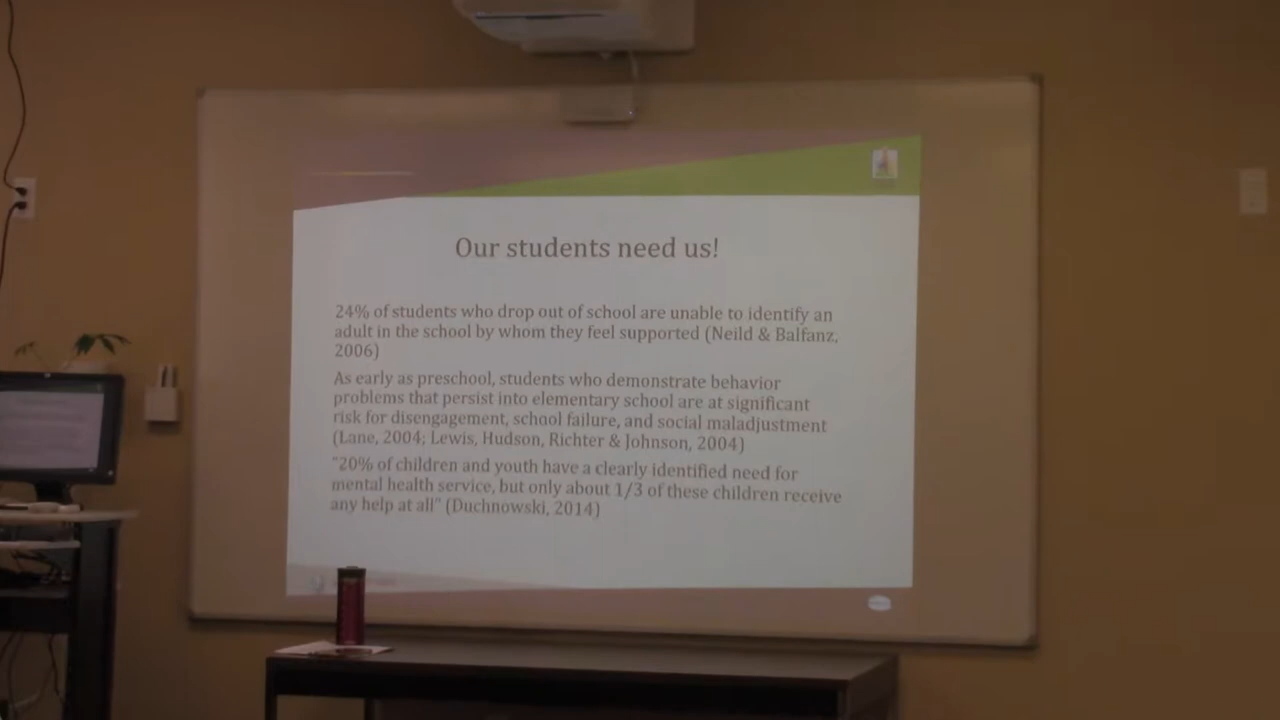 Our students need us!
24% of students who drop out of school are unable to identify an
adult in the school by whom they feel supported (Neild & Balfanz,
2006)
As early as preschool, students who demonstrate behavior
problems that persist into elementary school are at significant
risk for disengagement, school failure, and social maladjustment
(Lane, 2004; Lewis, Hudson, Richter & Johnson, 2004)
"20% of children and youth have a clearly identified need for
mental health service, but only about 1/3 of these children receive
any help at all" (Duchnowski, 2014)